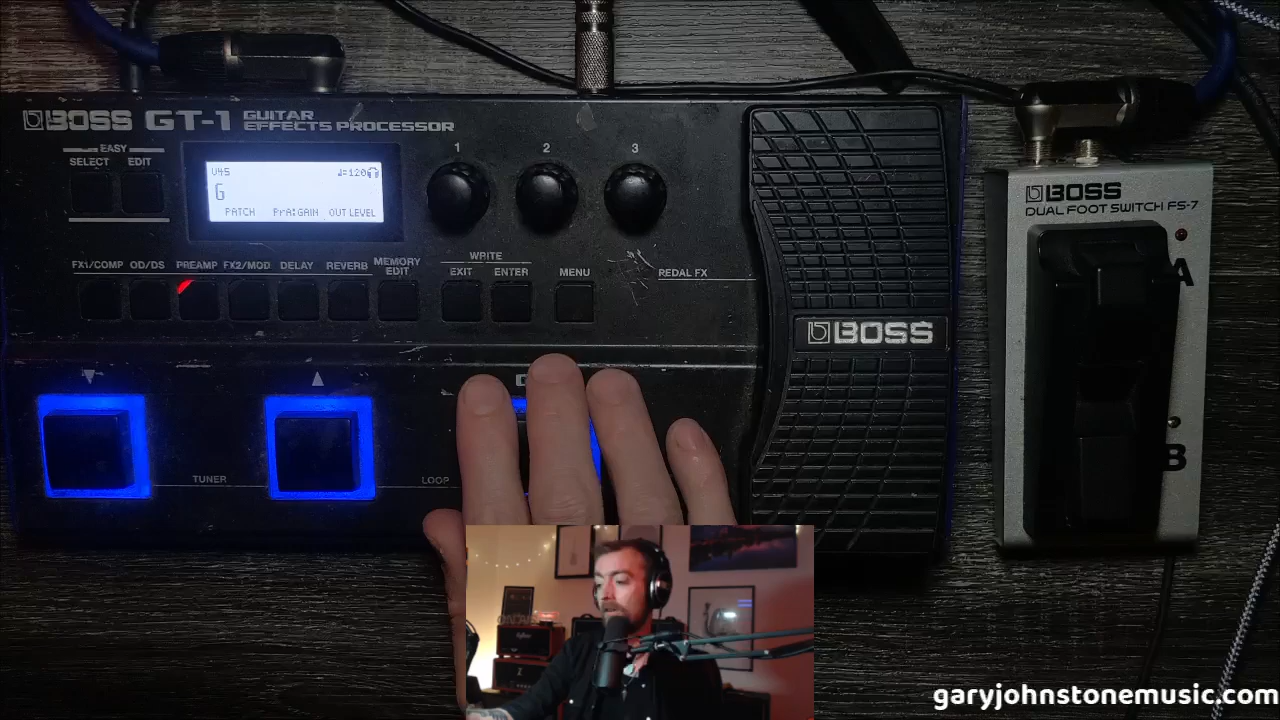 BOSS GT-1 GUITAR
EFFECTS PROCESSOR
EASY
SELECT EDIT
U45 ♩=120
G
PATCH PrA:GAIN OUT LEVEL
1 2 3
FX1/COMP OD/DS PREAMP FX2/MOD DELAY REVERB MEMORY
EDIT
WRITE
EXIT ENTER MENU
PEDAL FX
BOSS
▼ ▲
TUNER LOOP
BOSS
DUAL FOOT SWITCH FS-7
A
B
garyjohnstonemusic.com